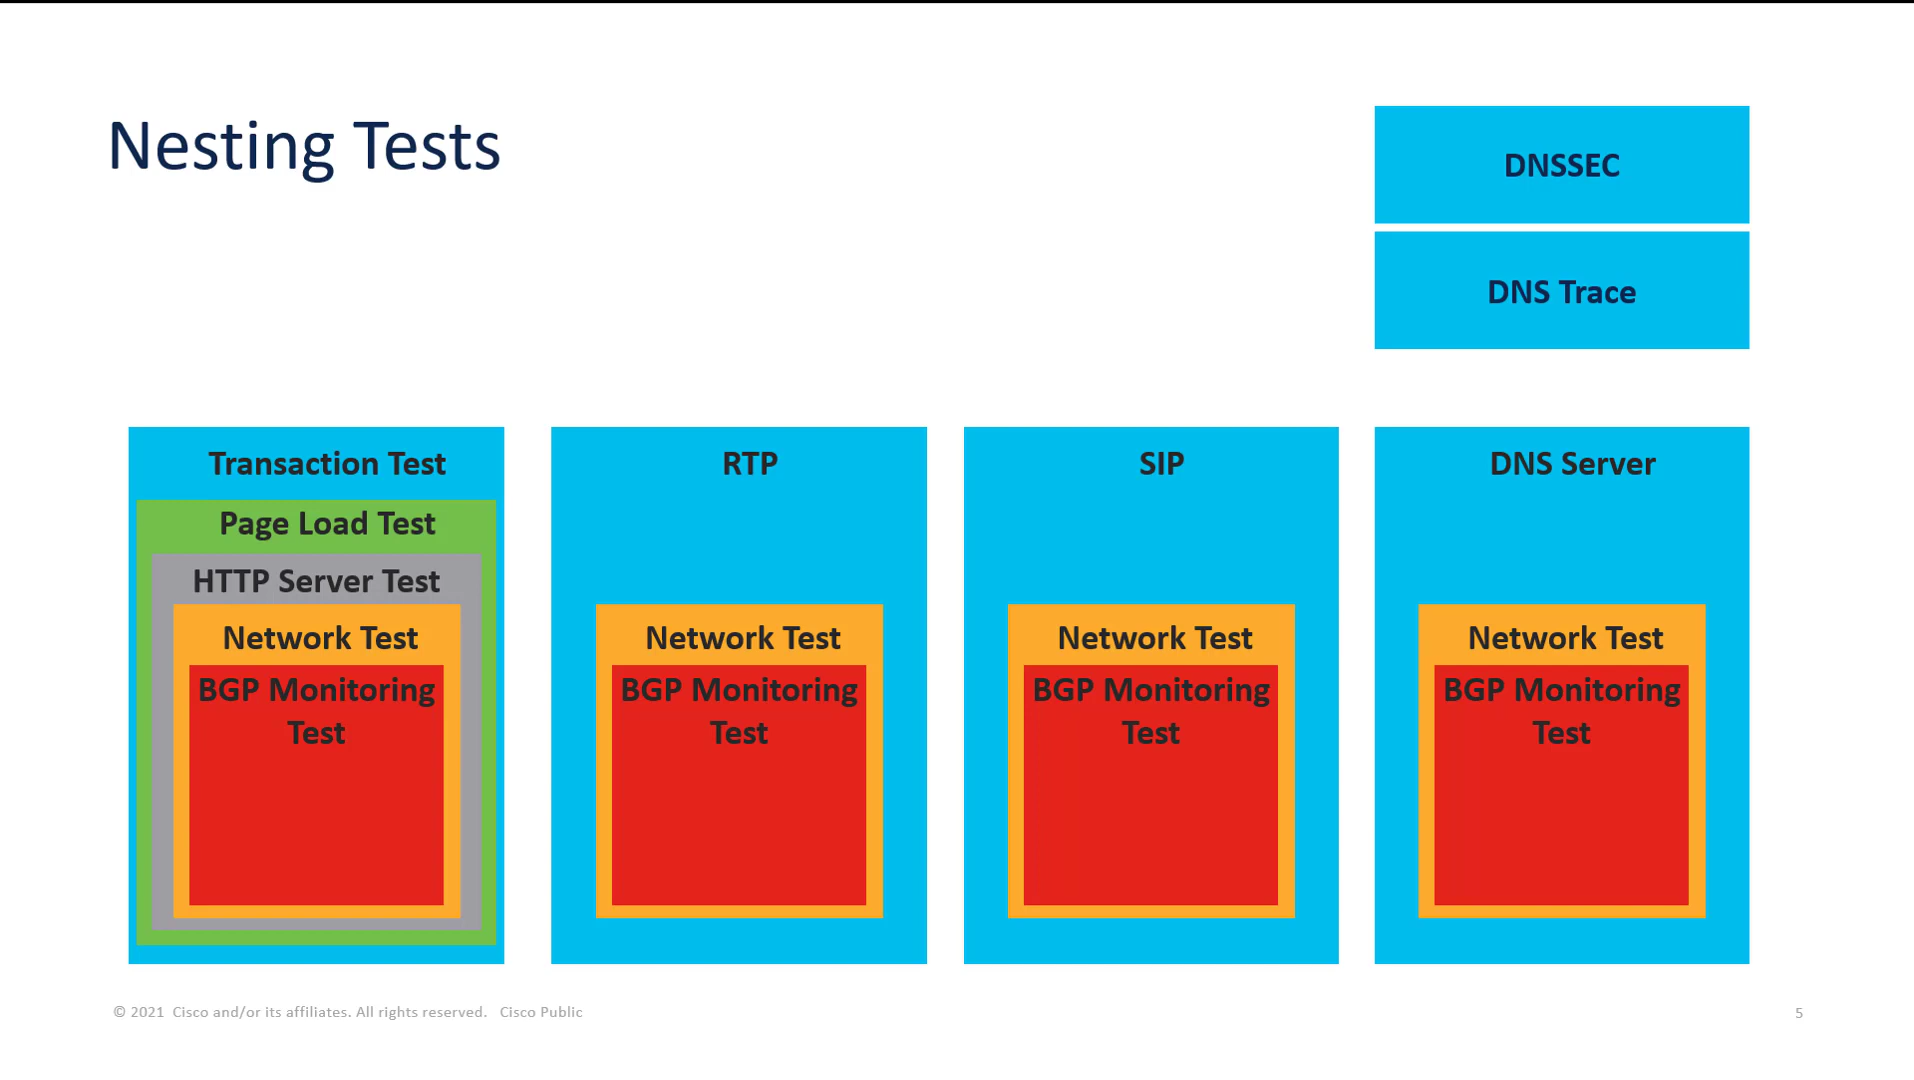 Nesting Tests
DNSSEC
DNS Trace
Transaction Test
Page Load Test
HTTP Server Test
Network Test
BGP Monitoring
Test
RTP
Network Test
BGP Monitoring
Test
SIP
Network Test
BGP Monitoring
Test
DNS Server
Network Test
BGP Monitoring
Test
© 2021 Cisco and/or its affiliates. All rights reserved. Cisco Public
5